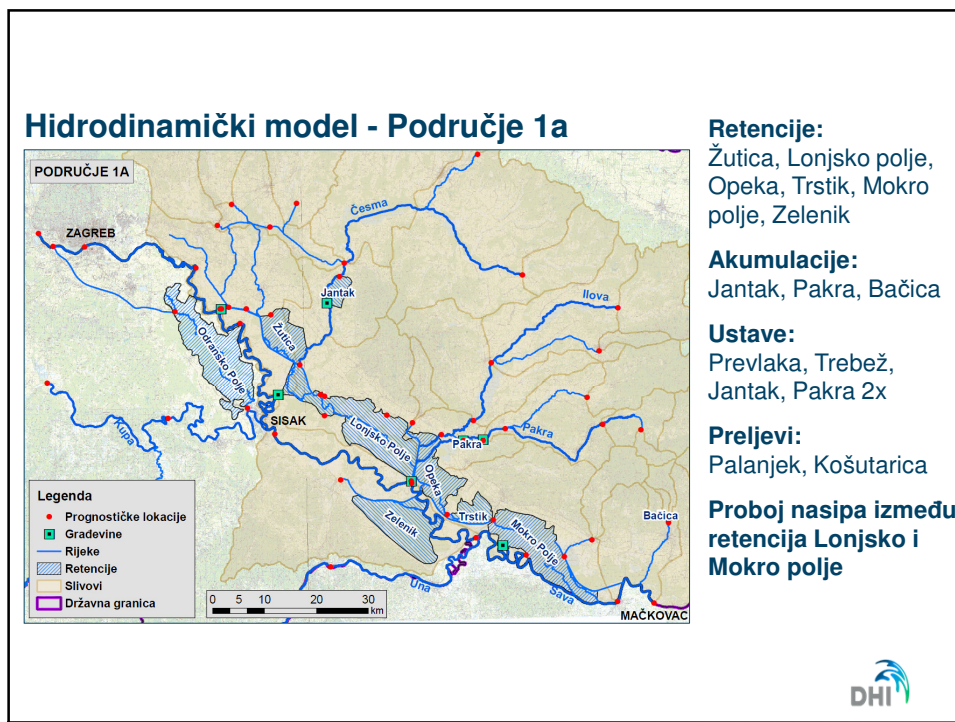 Hidrodinamički model - Područje 1a
PODRUČJE 1A
ZAGREB
Česma
Jantak
Ilova
Žutica
Odransko Polje
SISAK
Kupa
Lonjsko Polje
Pakra
Pakra
Opeka
Trstik
Zelenik
Mokro Polje
Bačica
Una
Sava
MAČKOVAC
Legenda
Prognostičke lokacije
Građevine
Rijeke
Retencije
Slivovi
Državna granica
0 5 10 20 30
km
Retencije:
Žutica, Lonjsko polje,
Opeka, Trstik, Mokro
polje, Zelenik
Akumulacije:
Jantak, Pakra, Bačica
Ustave:
Prevlaka, Trebež,
Jantak, Pakra 2x
Preljevi:
Palanjek, Košutarica
Proboj nasipa između
retencija Lonjsko i
Mokro polje
DHI